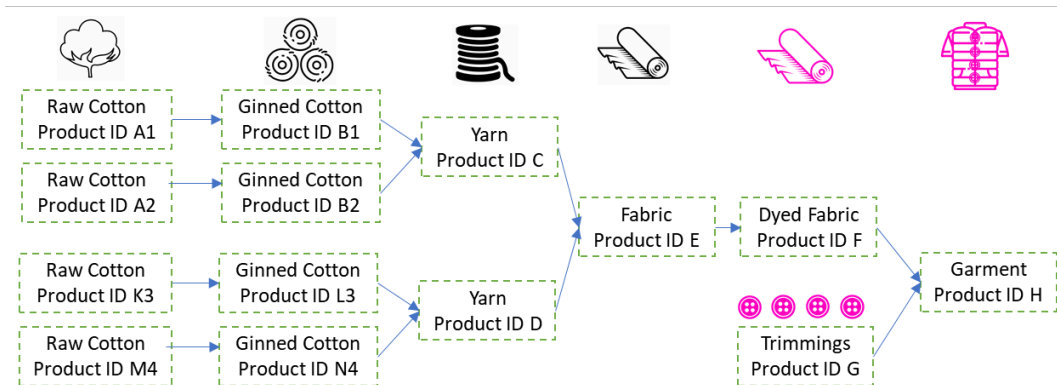 Raw Cotton
Product ID A1
Ginned Cotton
Product ID B1
Yarn
Product ID C
Raw Cotton
Product ID A2
Ginned Cotton
Product ID B2
Fabric
Product ID E
Dyed Fabric
Product ID F
Raw Cotton
Product ID K3
Ginned Cotton
Product ID L3
Yarn
Product ID D
Garment
Product ID H
Raw Cotton
Product ID M4
Ginned Cotton
Product ID N4
Trimmings
Product ID G